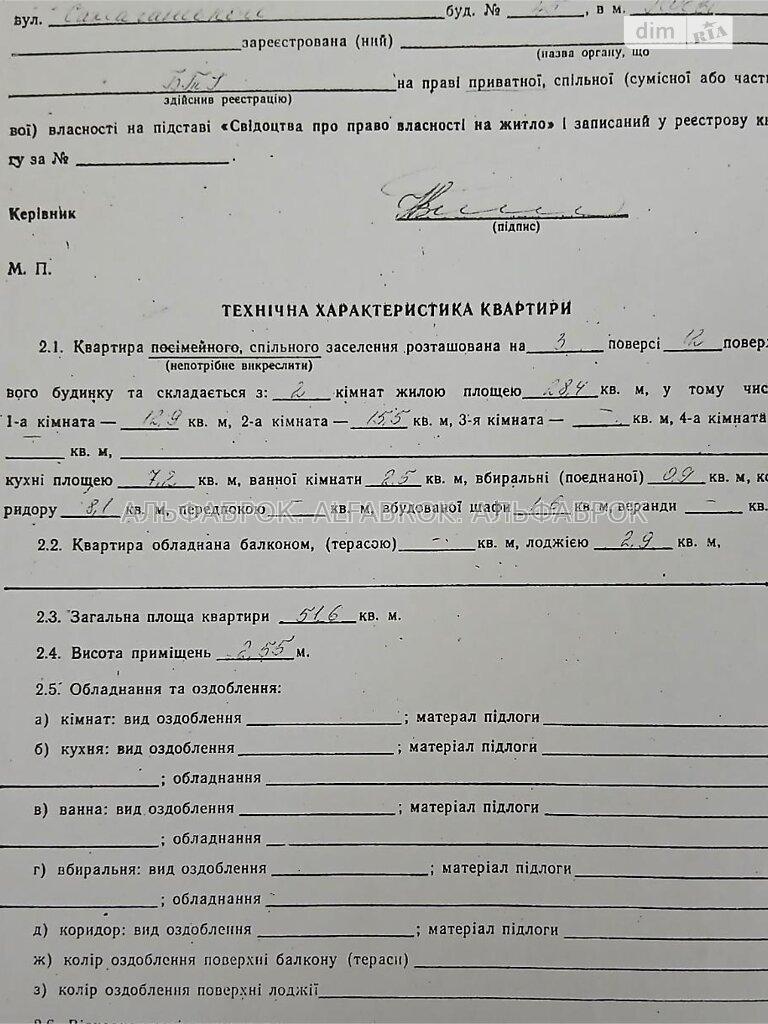 вул. буд. № , в м.
dim RIA
зареєстрована (ний)
(назва органу, що
БТІ на праві приватної, спільної (сумісної або част
здійснив реєстрацію)
вої) власності на підставі «Свідоцтва про право власності на житло» і записаний у реєстрову к
гу за № .
Керівник
(підпис)
М. П.
ТЕХНІЧНА ХАРАКТЕРИСТИКА КВАРТИРИ
2.1. Квартира посімейного, спільного заселення розташована на 3 поверсі 12 повер
(непотрібне викреслити)
вого будинку та складається з: 2 кімнат жилою площею 28,4 кв. м, у тому чис
1-а кімната — 12,9 кв. м, 2-а кімната — 15,5 кв. м, 3-я кімната — – кв. м, 4-а кімната
— кв. м,
кухні площею 7,2 кв. м, ванної кімнати 2,5 кв. м, вбиральні (поєднаної) 0,9 кв. м, ко
ридору 8,1 кв. м, передпокою – кв. м, вбудованої шафи 1,6 кв. м, веранди – кв.
АЛЬФАБРОК. ALFABROK. АЛЬФАБРОК
2.2. Квартира обладнана балконом, (терасою) – кв. м, лоджією 2,9 кв. м,
2.3. Загальна площа квартири 51,6 кв. м.
2.4. Висота приміщень 2,55 м.
2.5. Обладнання та оздоблення:
а) кімнат: вид оздоблення ; матерал підлоги
б) кухня: вид оздоблення ; матеріал підлоги
; обладнання
в) ванна: вид оздоблення ; матеріал підлоги
; обладнання
г) вбиральня: вид оздоблення ; матеріал підлоги
; обладнання
д) коридор: вид оздоблення ; матеріал підлоги
ж) колір оздоблення поверхні балкону (тераси)
з) колір оздоблення поверхні лоджії